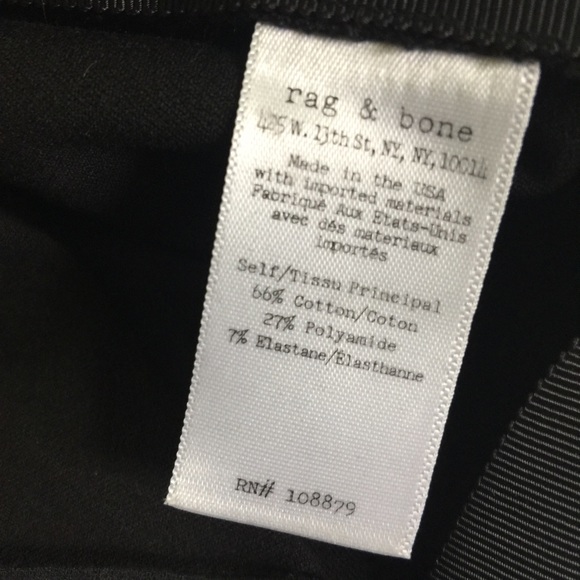 rag & bone
425 W. 13th St, NY, NY, 10014
Made in the USA
with imported materials
Fabriqué Aux Etats-Unis
avec dés materiaux
importés
Self/Tissu Principal
66% Cotton/Coton
27% Polyamide
7% Elastane/Elasthanne
RN# 108879